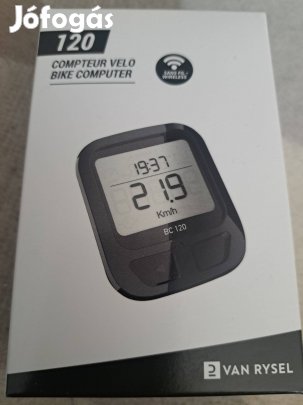 Jófogás
120
COMPTEUR VELO
BIKE COMPUTER
SANS FIL -
WIRELESS
19:37
21.9
Km/h
BC 120
VAN RYSEL